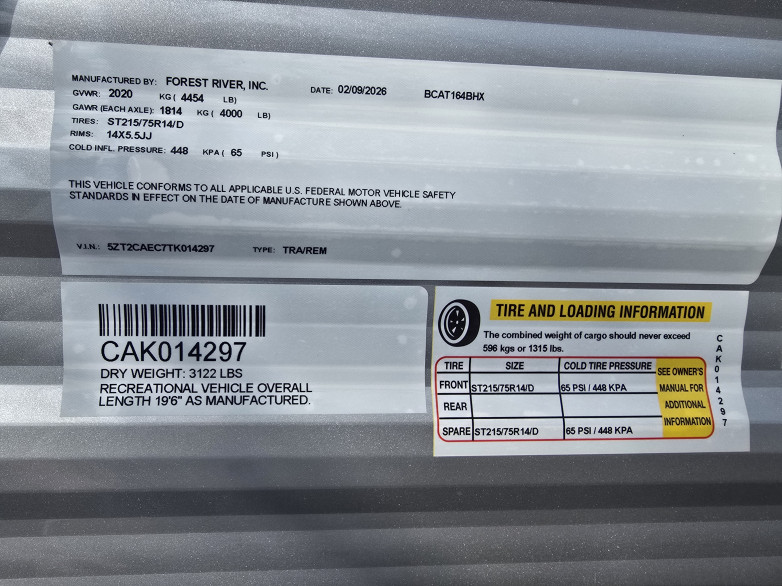 MANUFACTURED BY: FOREST RIVER, INC. DATE: 02/09/2026 BCAT164BHX
GVWR: 2020 KG ( 4454 LB)
GAWR (EACH AXLE): 1814 KG ( 4000 LB)
TIRES: ST215/75R14/D
RIMS: 14X5.5JJ
COLD INFL. PRESSURE: 448 KPA ( 65 PSI )
THIS VEHICLE CONFORMS TO ALL APPLICABLE U.S. FEDERAL MOTOR VEHICLE SAFETY
STANDARDS IN EFFECT ON THE DATE OF MANUFACTURE SHOWN ABOVE.
V.I.N.: 5ZT2CAEC7TK014297 TYPE: TRA/REM
CAK014297
DRY WEIGHT: 3122 LBS
RECREATIONAL VEHICLE OVERALL
LENGTH 19'6" AS MANUFACTURED.
TIRE AND LOADING INFORMATION
The combined weight of cargo should never exceed
596 kgs or 1315 lbs.
TIRE SIZE COLD TIRE PRESSURE SEE OWNER'S
FRONT ST215/75R14/D 65 PSI / 448 KPA MANUAL FOR
REAR ADDITIONAL
SPARE ST215/75R14/D 65 PSI / 448 KPA INFORMATION
CAK014297